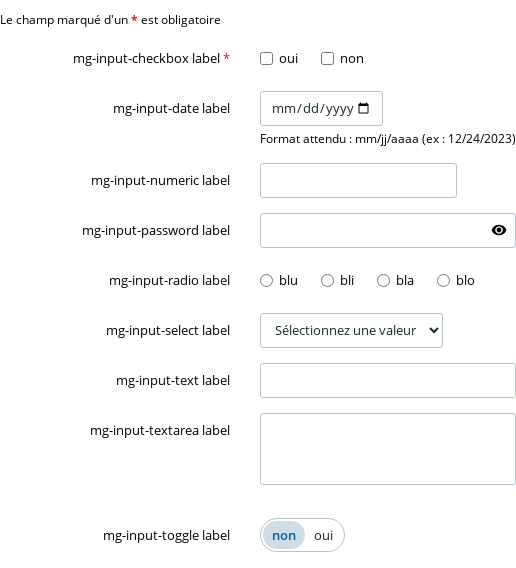 Le champ marqué d'un * est obligatoire
mg-input-checkbox label * oui non
mg-input-date label mm/dd/yyyy
Format attendu : mm/jj/aaaa (ex : 12/24/2023)
mg-input-numeric label
mg-input-password label
mg-input-radio label blu bli bla blo
mg-input-select label Sélectionnez une valeur
mg-input-text label
mg-input-textarea label
mg-input-toggle label non oui